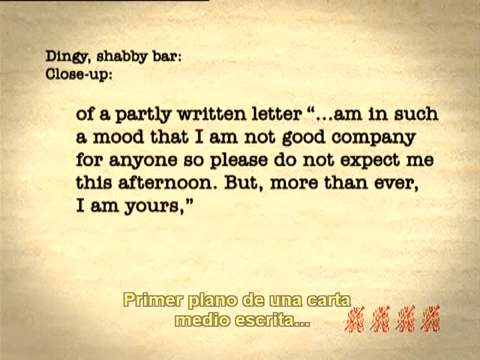 Dingy, shabby bar:
Close-up:
of a partly written letter “...am in such
a mood that I am not good company
for anyone so please do not expect me
this afternoon. But, more than ever,
I am yours,”
Primer plano de una carta
medio escrita...